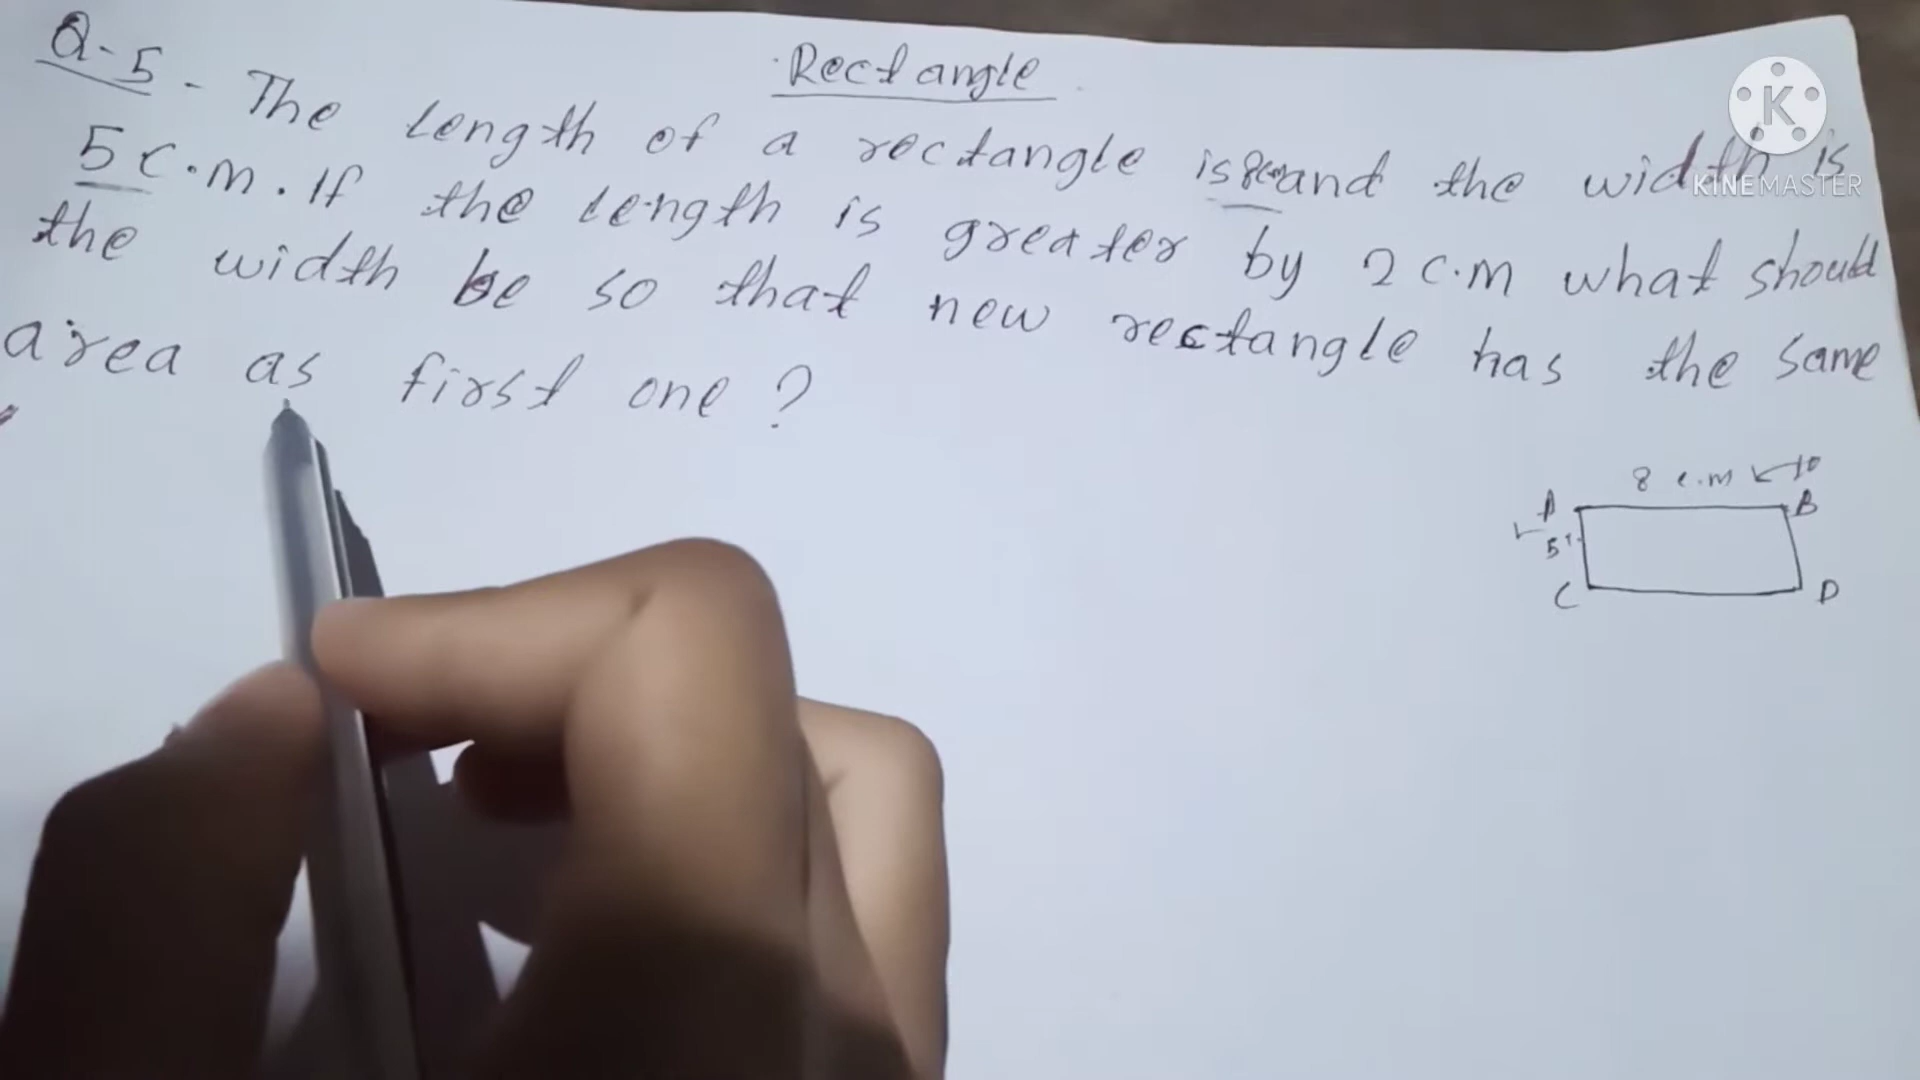 Rectangle
Q-5- The length of a rectangle is 8cm and the width is
5 c.m. If the length is greater by 2 c.m what should
the width be so that new rectangle has the same
area as first one?
8 c.m 10
A B
5
C D
K
KINEMASTER